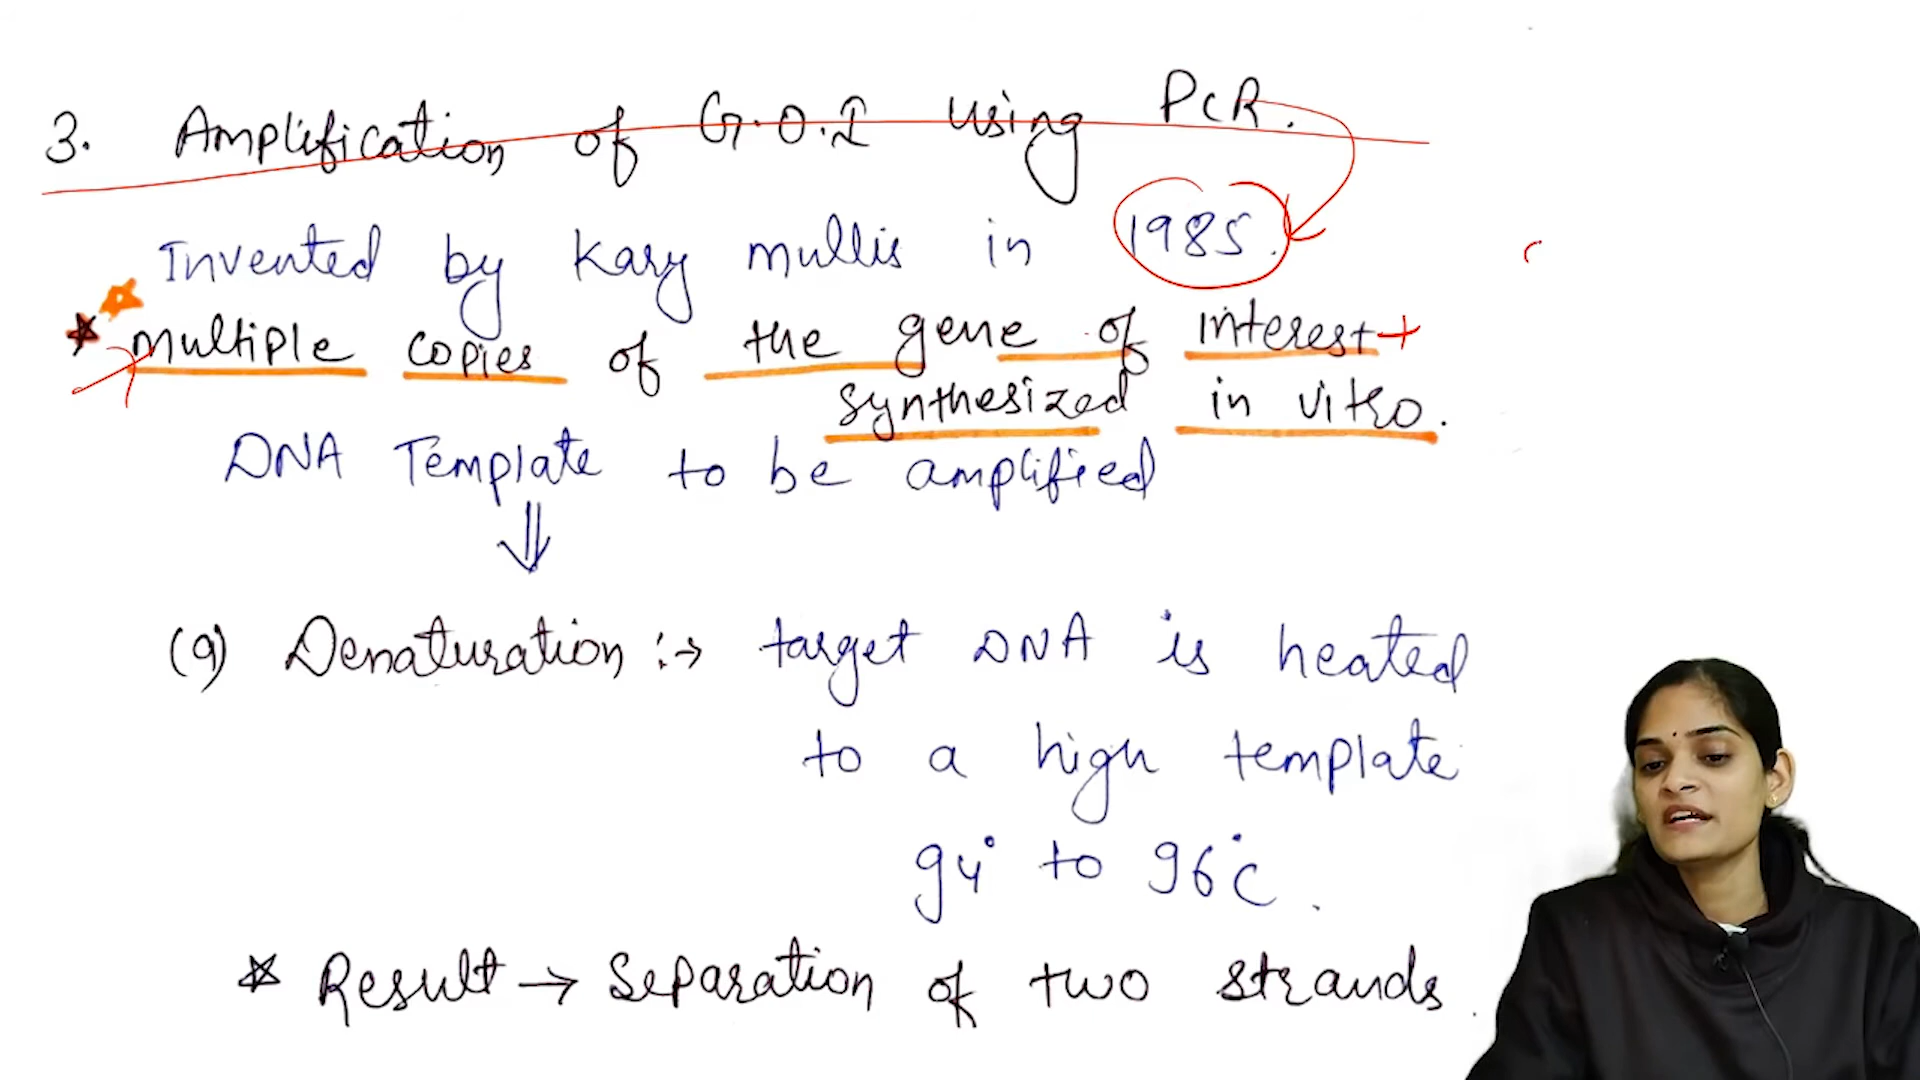 3. Amplification of G.O.I using PCR.
Invented by Kary mullis in 1985.
multiple copies of the gene of interest
synthesized in vitro.
DNA Template to be amplified
(a) Denaturation :→ target DNA is heated
to a high template
94° to 96°C.
Result → Separation of two strands.